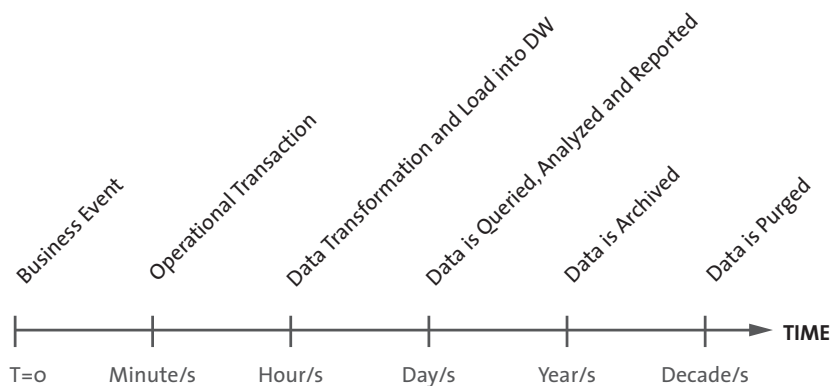 Business Event
Operational Transaction
Data Transformation and Load into DW
Data is Queried, Analyzed and Reported
Data is Archived
Data is Purged
TIME
T=0
Minute/s
Hour/s
Day/s
Year/s
Decade/s